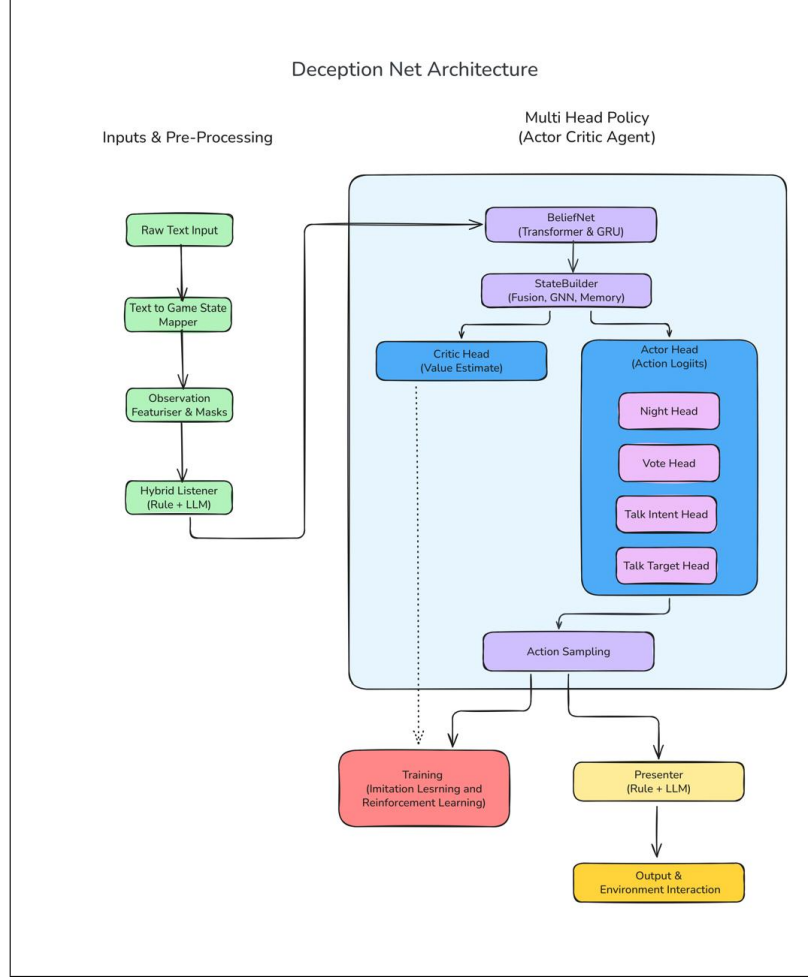 Deception Net Architecture
Inputs & Pre-Processing
Multi Head Policy
(Actor Critic Agent)
Raw Text Input
Text to Game State
Mapper
Observation
Featuriser & Masks
Hybrid Listener
(Rule + LLM)
BeliefNet
(Transformer & GRU)
StateBuilder
(Fusion, GNN, Memory)
Critic Head
(Value Estimate)
Actor Head
(Action Logiits)
Night Head
Vote Head
Talk Intent Head
Talk Target Head
Action Sampling
Training
(Imitation Lesrning and
Reinforcement Learning)
Presenter
(Rule + LLM)
Output &
Environment Interaction